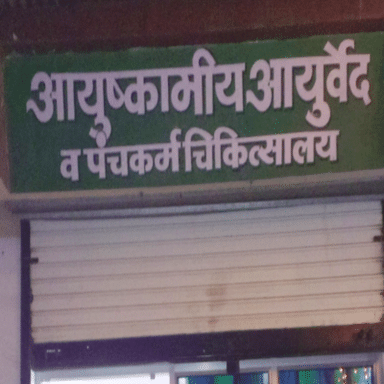 आयुष्कामीय आयुर्वेद
व पंचकर्म चिकित्सालय